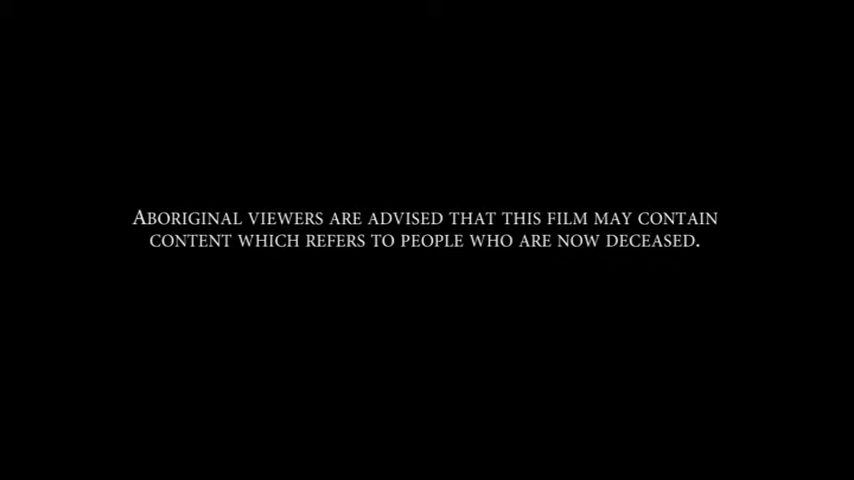 Aboriginal viewers are advised that this film may contain
content which refers to people who are now deceased.